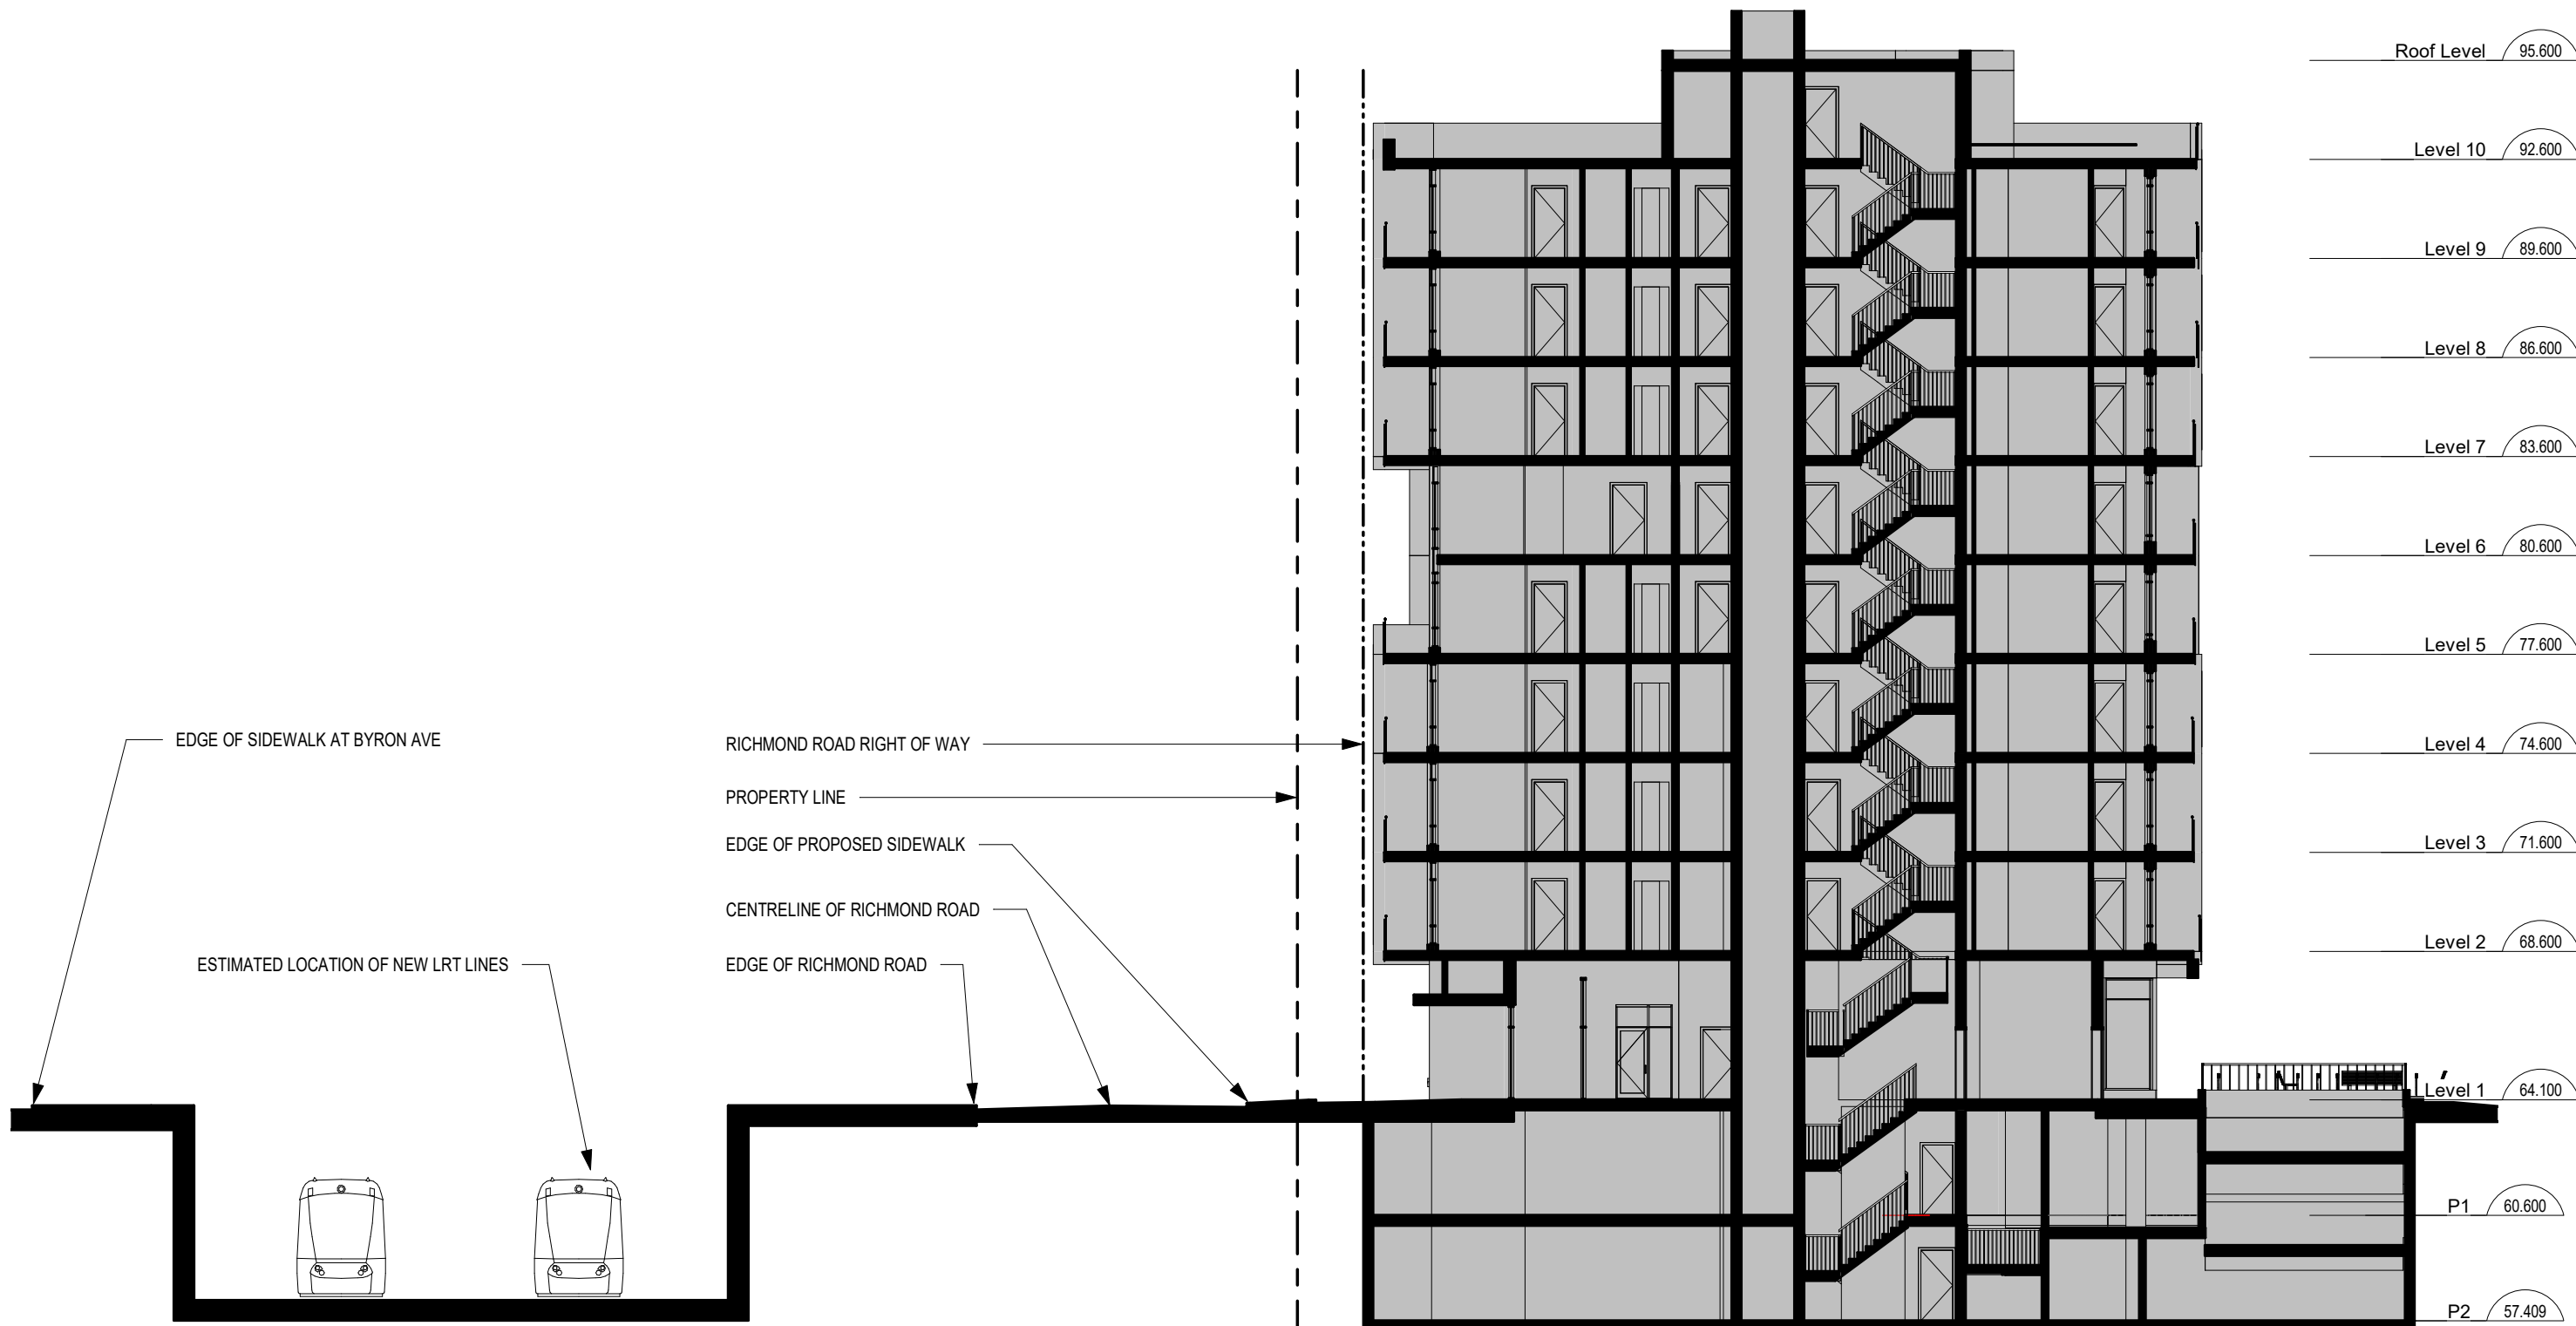 Roof Level 95.600
Level 10 92.600
Level 9 89.600
Level 8 86.600
Level 7 83.600
Level 6 80.600
Level 5 77.600
EDGE OF SIDEWALK AT BYRON AVE
RICHMOND ROAD RIGHT OF WAY
Level 4 74.600
PROPERTY LINE
EDGE OF PROPOSED SIDEWALK
Level 3 71.600
CENTRELINE OF RICHMOND ROAD
ESTIMATED LOCATION OF NEW LRT LINES
EDGE OF RICHMOND ROAD
Level 2 68.600
Level 1 64.100
P1 60.600
P2 57.409